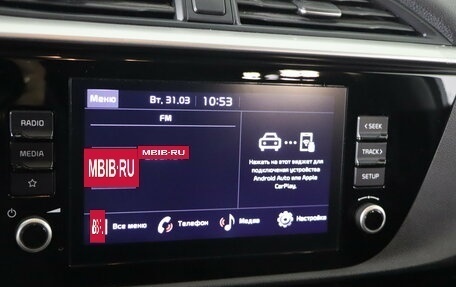 Меню
Вт, 31.03
10:53
RADIO
FM
< SEEK
MEDIA
MBIB.RU
MBIB.RU
TRACK >
Нажать на этот виджет для
подключения устройства
Android Auto или Apple
CarPlay.
SETUP
Все меню
Телефон
Медиа
Настройка